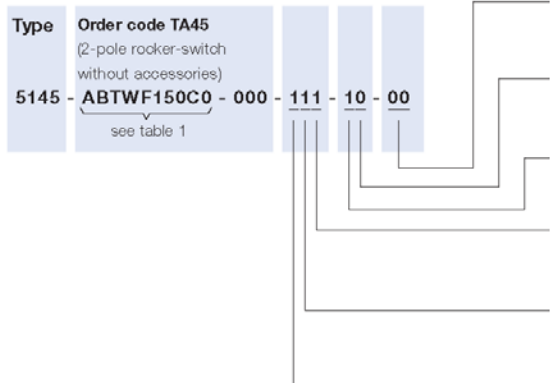 Type
Order code TA45
(2-pole rocker-switch
without accessories)
5145 - ABTWF150C0 - 000 - 111 - 10 - 00
see table 1